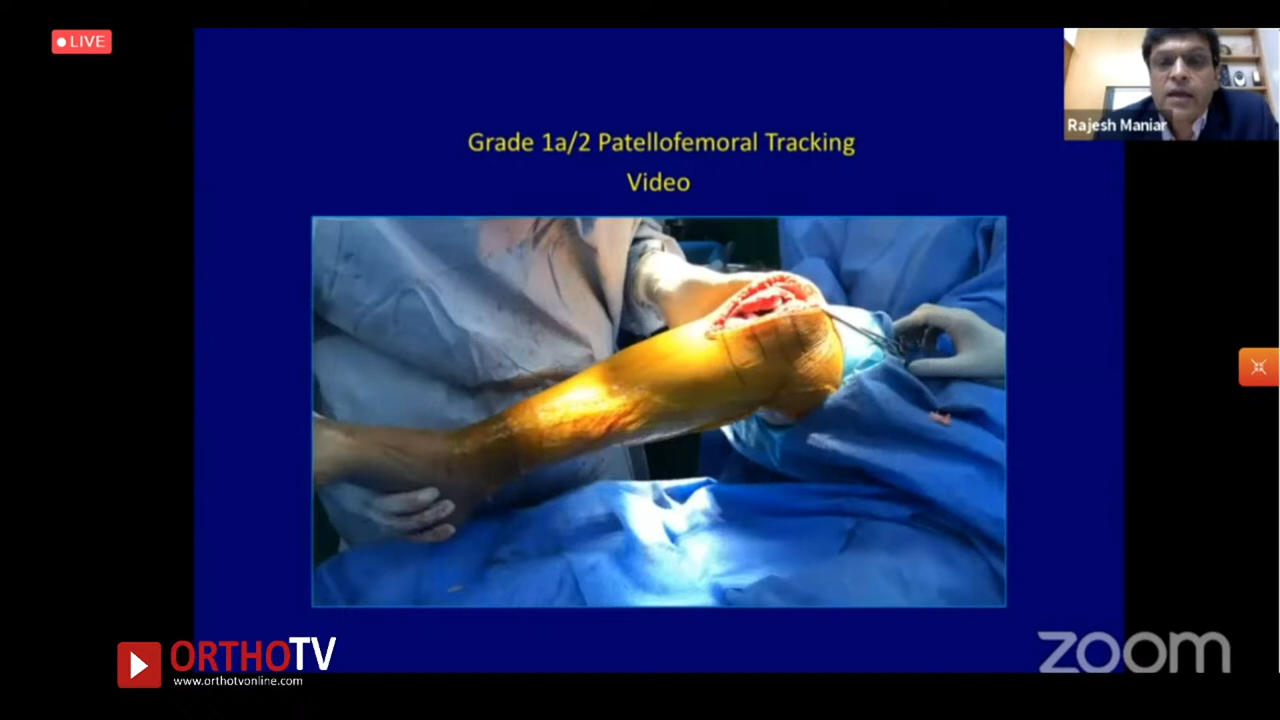 LIVE
Rajesh Maniar
Grade 1a/2 Patellofemoral Tracking
Video
ORTHOTV
www.orthotvonline.com
zoom